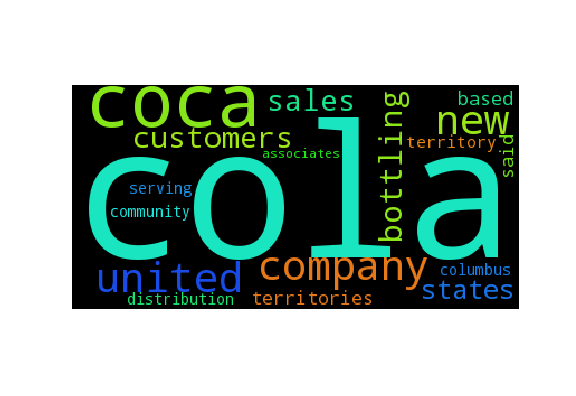 coca
sales
based
new
customers
bottling
territory
said
associates
cola
serving
community
united
company
columbus
states
distribution
territories